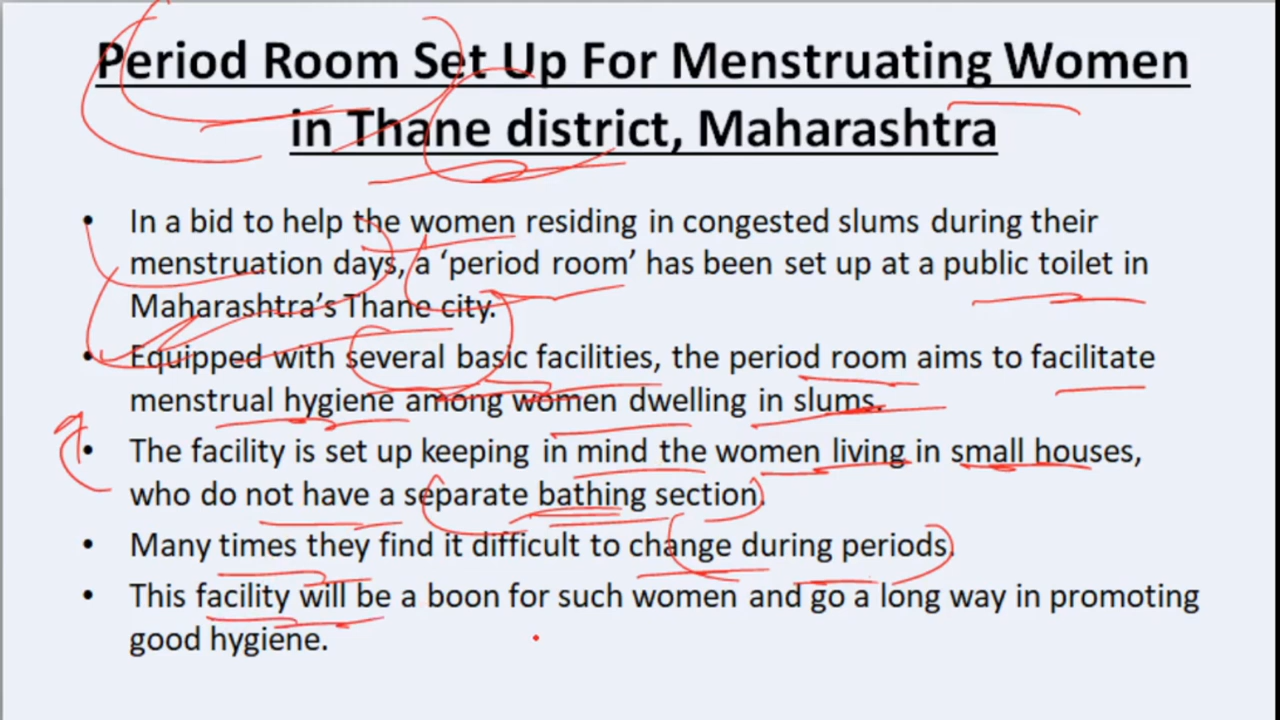 Period Room Set Up For Menstruating Women
in Thane district, Maharashtra
• In a bid to help the women residing in congested slums during their
menstruation days, a ‘period room’ has been set up at a public toilet in
Maharashtra’s Thane city.
• Equipped with several basic facilities, the period room aims to facilitate
menstrual hygiene among women dwelling in slums.
• The facility is set up keeping in mind the women living in small houses,
who do not have a separate bathing section.
• Many times they find it difficult to change during periods.
• This facility will be a boon for such women and go a long way in promoting
good hygiene.